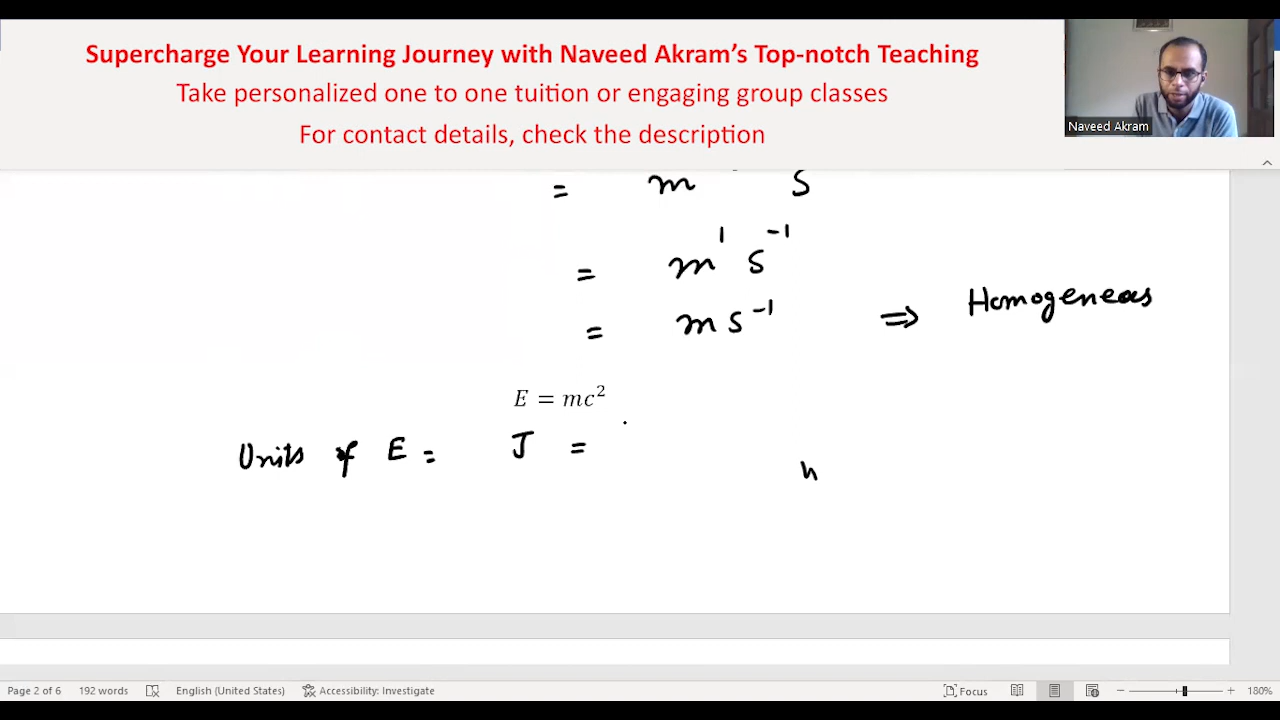 Supercharge Your Learning Journey with Naveed Akram's Top-notch Teaching
Take personalized one to one tuition or engaging group classes
For contact details, check the description
Naveed Akram
= m s
= m¹ s⁻¹
= m s⁻¹ ⇒ Homogeneous
E = mc²
Units of E = J =
Page 2 of 6 192 words English (United States) Accessibility: Investigate Focus 180%